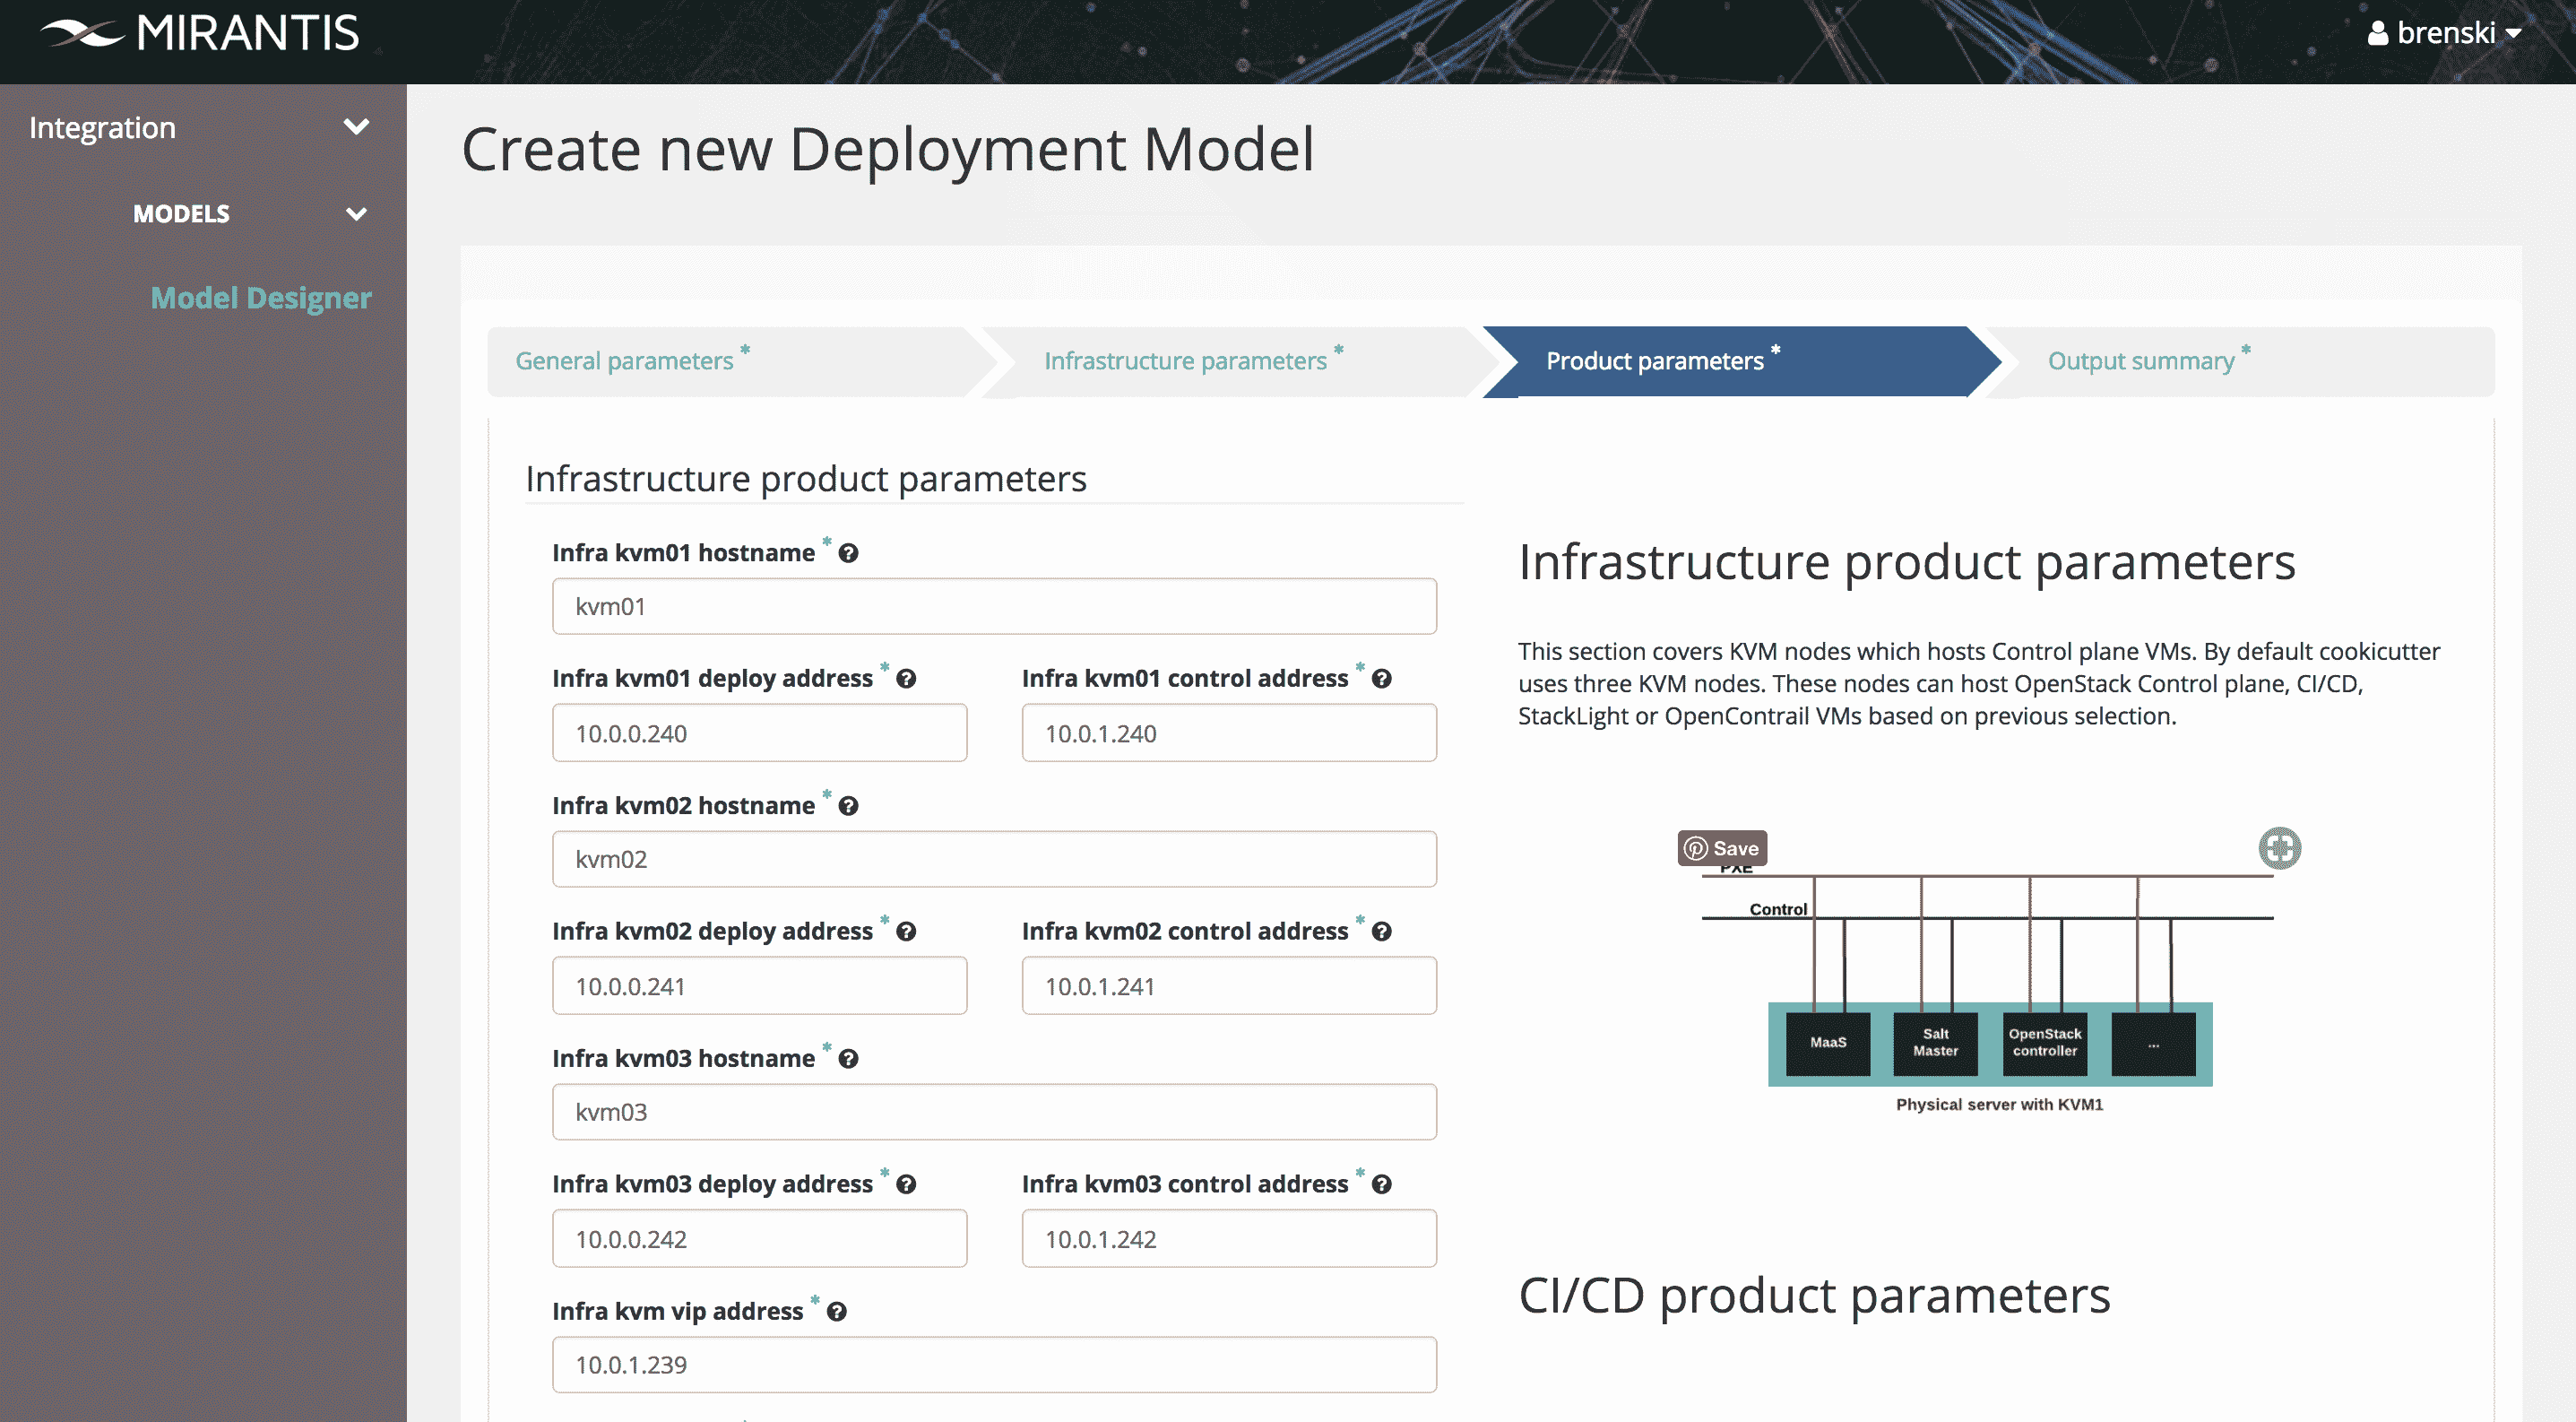 MIRANTIS
brenski
Integration
MODELS
Model Designer
Create new Deployment Model
General parameters *
Infrastructure parameters *
Product parameters *
Output summary *
Infrastructure product parameters
Infra kvm01 hostname *
kvm01
Infra kvm01 deploy address *
Infra kvm01 control address *
10.0.0.240
10.0.1.240
Infra kvm02 hostname *
kvm02
Infra kvm02 deploy address *
Infra kvm02 control address *
10.0.0.241
10.0.1.241
Infra kvm03 hostname *
kvm03
Infra kvm03 deploy address *
Infra kvm03 control address *
10.0.0.242
10.0.1.242
Infra kvm vip address *
10.0.1.239
Infrastructure product parameters
This section covers KVM nodes which hosts Control plane VMs. By default cookicutter
uses three KVM nodes. These nodes can host OpenStack Control plane, CI/CD,
StackLight or OpenContrail VMs based on previous selection.
Save
PXE
Control
MaaS
Salt
Master
OpenStack
controller
...
Physical server with KVM1
CI/CD product parameters